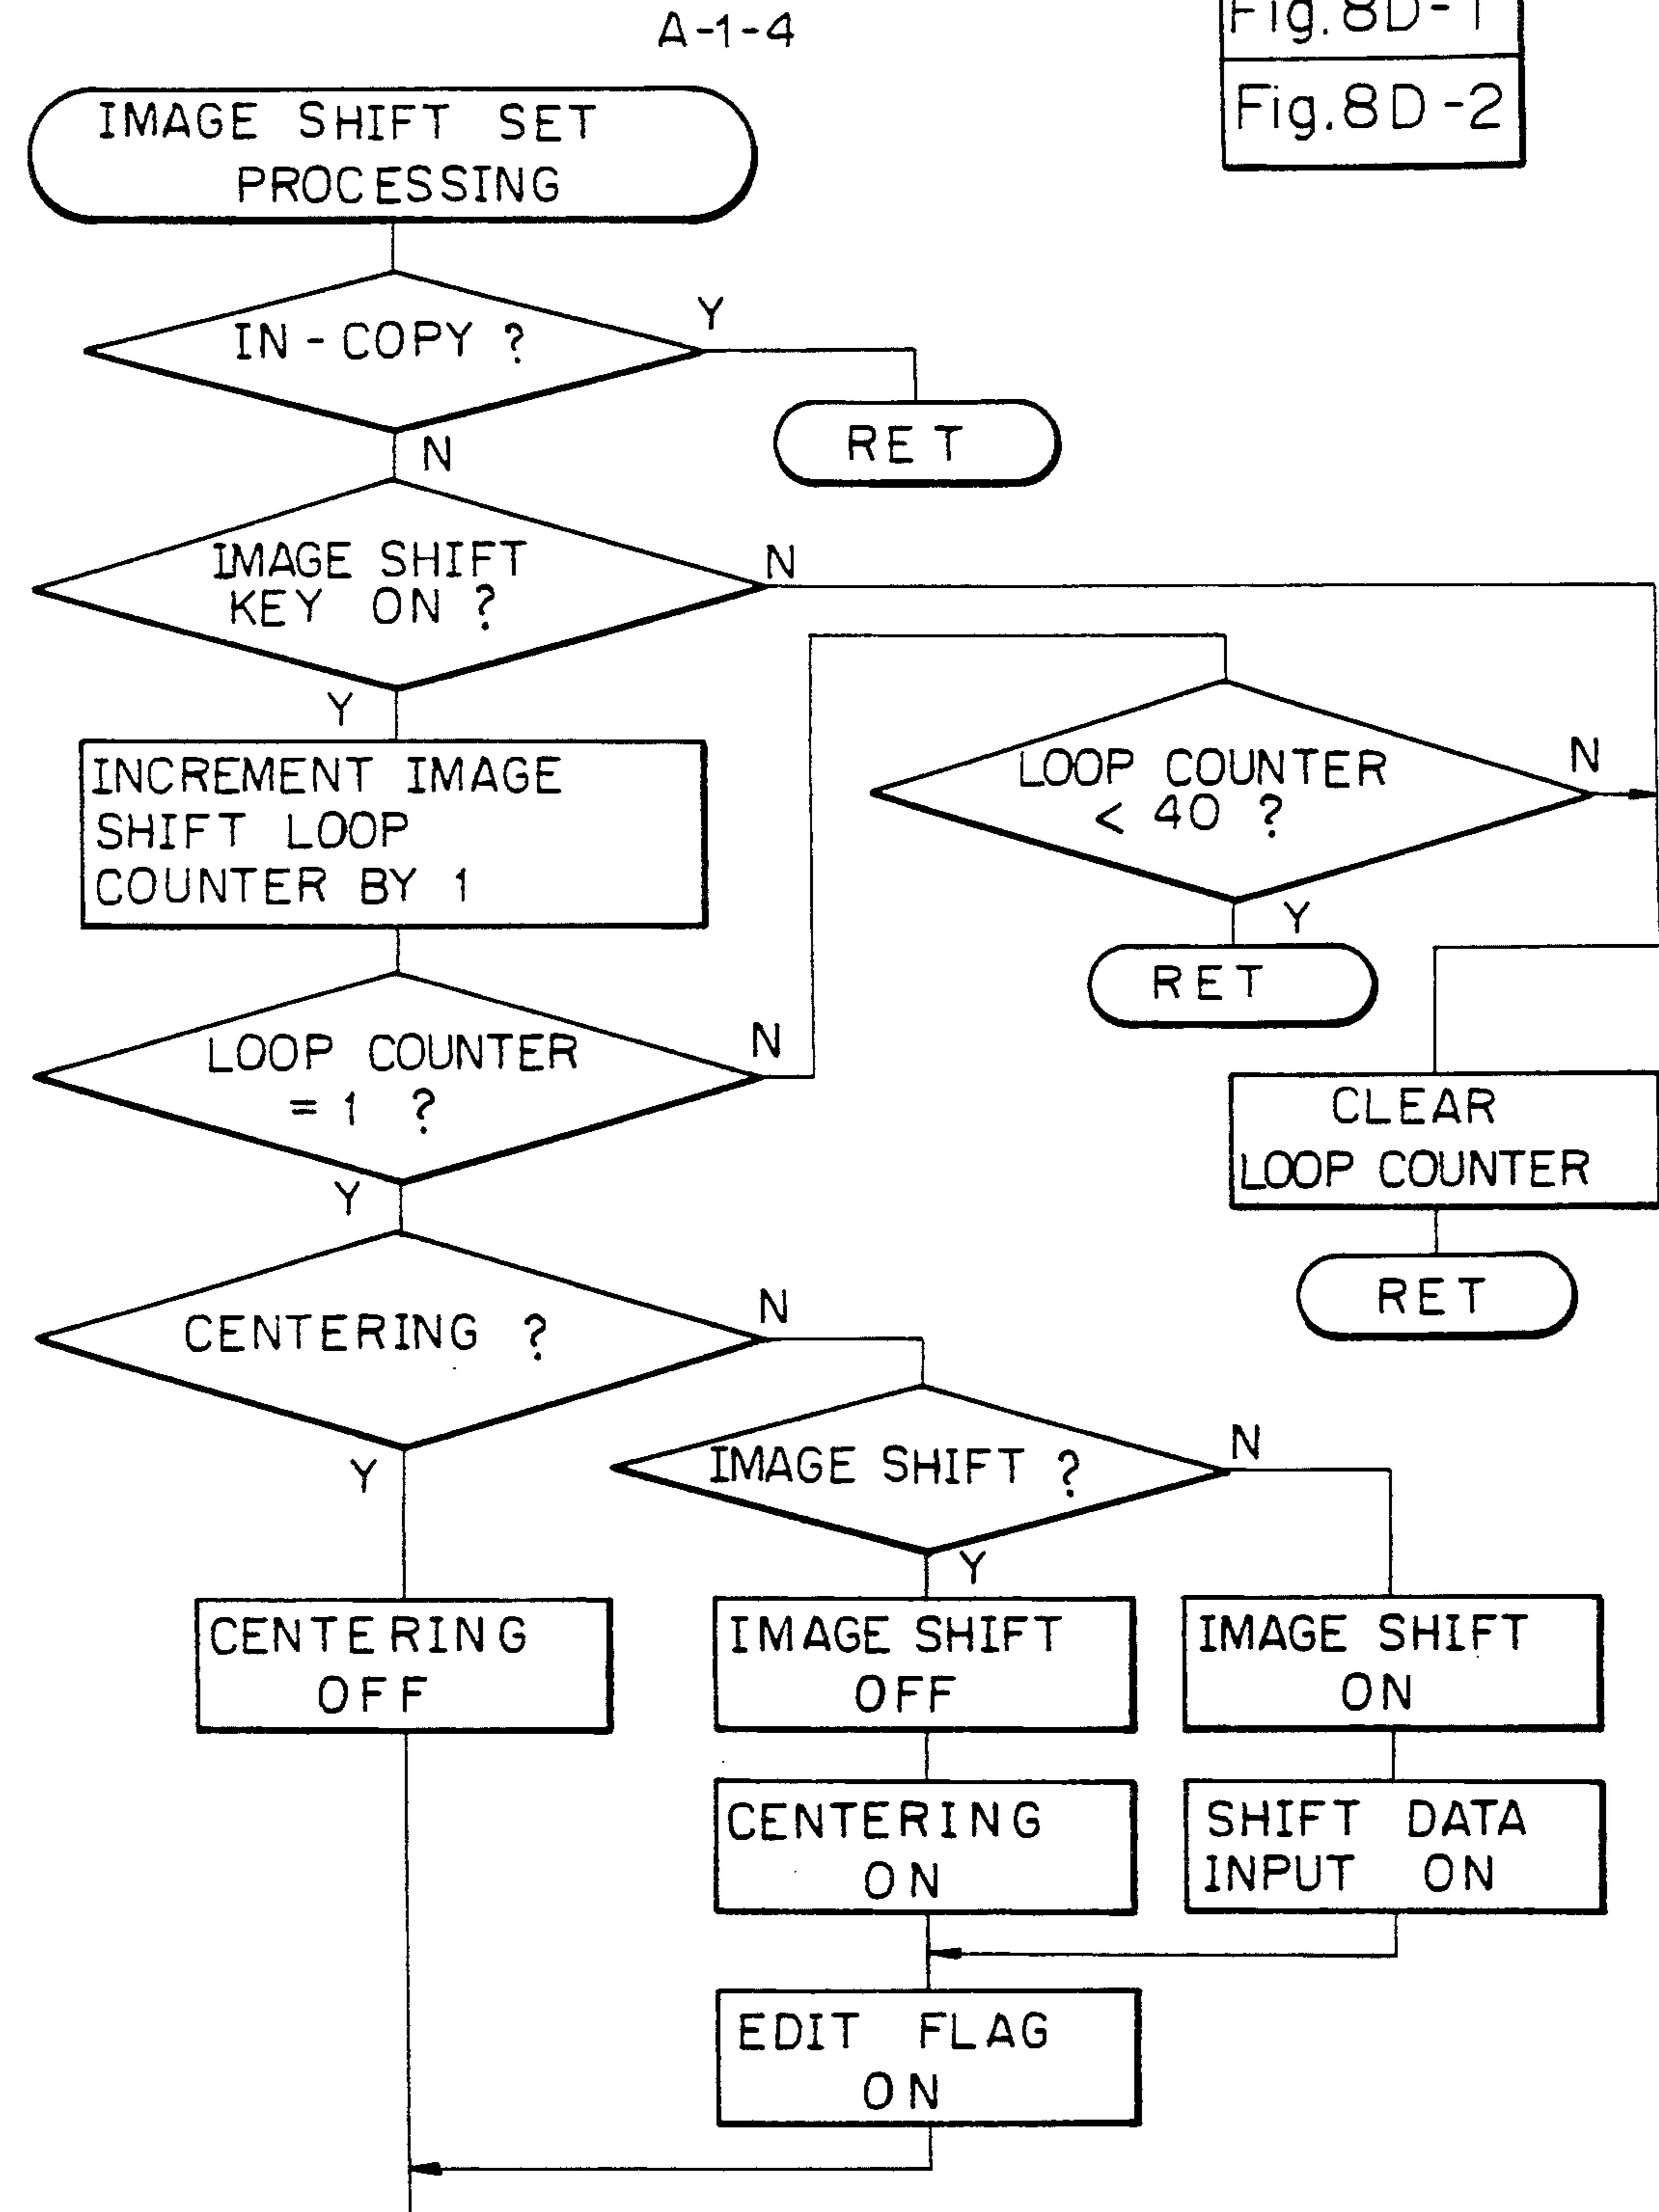 A-1-4
Fig. 8D-1
Fig. 8D-2
IMAGE SHIFT SET
PROCESSING
IN-COPY ?
Y
RET
N
IMAGE SHIFT
KEY ON ?
N
Y
INCREMENT IMAGE
SHIFT LOOP
COUNTER BY 1
LOOP COUNTER
< 40 ?
N
Y
RET
LOOP COUNTER
= 1 ?
N
Y
CLEAR
LOOP COUNTER
RET
CENTERING ?
N
Y
IMAGE SHIFT ?
N
Y
CENTERING
OFF
IMAGE SHIFT
OFF
IMAGE SHIFT
ON
CENTERING
ON
SHIFT DATA
INPUT ON
EDIT FLAG
ON